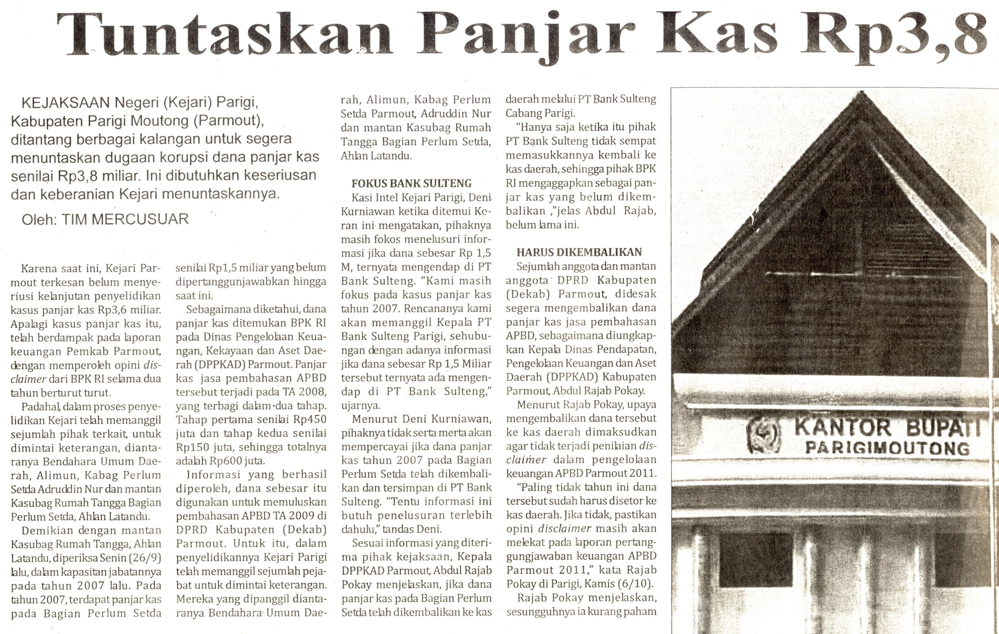 Tuntaskan Panjar Kas Rp3,8
KEJAKSAAN Negeri (Kejari) Parigi,
Kabupaten Parigi Moutong (Parmout),
ditantang berbagai kalangan untuk segera
menuntaskan dugaan korupsi dana panjar kas
senilai Rp3,8 miliar. Ini dibutuhkan keseriusan
dan keberanian Kejari menuntaskannya.
Oleh: TIM MERCUSUAR
Karena saat ini, Kejari Par-
mout terkesan belum menye-
riusi kelanjutan penyelidikan
kasus panjar kas Rp3,6 miliar.
Apalagi kasus panjar kas itu,
telah berdampak pada laporan
keuangan Pemkab Parmout,
dengan memperoleh opini dis-
claimer dari BPK RI selama dua
tahun berturut turut.
Padahal, dalam proses penye-
lidikan Kejari telah memanggil
sejumlah pihak terkait, untuk
dimintai keterangan, dianta-
ranya Bendahara Umum Dae-
rah, Alimun, Kabag Perlum
Setda Adruddin Nur dan mantan
Kasubag Rumah Tangga Bagian
Perlum Setda, Ahlan Latandu.
Demikian dengan mantan
Kasubag Rumah Tangga, Ahlan
Latandu, diperiksa Senin (26/9)
lalu, dalam kapasitan jabatannya
pada tahun 2007 lalu. Pada
tahun 2007, terdapat panjar kas
pada Bagian Perlum Setda
senilai Rp1,5 miliar yang belum
dipertanggunjawabkan hingga
saat ini.
Sebagaimana diketahui, dana
panjar kas ditemukan BPK RI
pada Dinas Pengelolaan Keua-
ngan, Kekayaan dan Aset Dae-
rah (DPPKAD) Parmout. Panjar
kas jasa pembahasan APBD
tersebut terjadi pada TA 2008,
yang terbagi dalam dua tahap.
Tahap pertama senilai Rp450
juta dan tahap kedua senilai
Rp150 juta, sehingga totalnya
adalah Rp600 juta.
Informasi yang berhasil
diperoleh, dana sebesar itu
digunakan untuk memuluskan
pembahasan APBD TA 2009 di
DPRD Kabupaten (Dekab)
Parmout. Untuk itu, dalam
penyelidikannya Kejari Parigi
telah memanggil sejumlah peja-
bat untuk dimintai keterangan.
Mereka yang dipanggil dianta-
ranya Bendahara Umum Dae-
rah, Alimun, Kabag Perlum
Setda Parmout, Adruddin Nur
dan mantan Kasubag Rumah
Tangga Bagian Perlum Setda,
Ahlan Latandu.
FOKUS BANK SULTENG
Kasi Intel Kejari Parigi, Deni
Kurniawan ketika ditemui Ko-
ran ini mengatakan, pihaknya
masih fokos menelusuri infor-
masi jika dana sebesar Rp 1,5
M, ternyata mengendap di PT
Bank Sulteng. “Kami masih
fokus pada kasus panjar kas
tahun 2007. Rencananya kami
akan memanggil Kepala PT
Bank Sulteng Parigi, sehubu-
ngan dengan adanya informasi
jika dana sebesar Rp 1,5 Miliar
tersebut ternyata ada mengen-
dap di PT Bank Sulteng,”
ujarnya.
Menurut Deni Kurniawan,
pihaknya tidak serta merta akan
mempercayai jika dana panjar
kas tahun 2007 pada Bagian
Perlum Setda telah dikembali-
kan dan tersimpan di PT Bank
Sulteng. “Tentu informasi ini
butuh penelusuran terlebih
dahulu,” tandas Deni.
Sesuai informasi yang diteri-
ma pihak kejaksaan, Kepala
DPPKAD Parmout, Abdul Rajab
Pokay menjelaskan, jika dana
panjar kas pada Bagian Perlum
Setda telah dikembalikan ke kas
daerah melalui PT Bank Sulteng
Cabang Parigi.
“Hanya saja ketika itu pihak
PT Bank Sulteng tidak sempat
memasukkannya kembali ke
kas daerah, sehingga pihak BPK
RI mengaggapkan sebagai pan-
jar kas yang belum dikem-
balikan ,”jelas Abdul Rajab,
belum lama ini.
HARUS DIKEMBALIKAN
Sejumlah anggota dan mantan
anggota DPRD Kabupaten
(Dekab) Parmout, didesak
segera mengembalikan dana
panjar kas jasa pembahasan
APBD, sebagaimana diungkap-
kan Kepala Dinas Pendapatan,
Pengelolaan Keuangan dan Aset
Daerah (DPPKAD) Kabupaten
Parmout, Abdul Rajab Pokay.
Menurut Rajab Pokay, upaya
mengembalikan dana tersebut
ke kas daerah dimaksudkan
agar tidak terjadi penilaian dis-
claimer dalam pengelolaan
keuangan APBD Parmout 2011.
“Paling tidak tahun ini dana
tersebut sudah harus disetor ke
kas daerah. Jika tidak, pastikan
opini disclaimer masih akan
melekat pada laporan pertang-
gungjawaban keuangan APBD
Parmout 2011,” kata Rajab
Pokay di Parigi, Kamis (6/10).
Rajab Pokay menjelaskan,
sesungguhnya ia kurang paham
KANTOR BUPATI
PARIGIMOUTONG